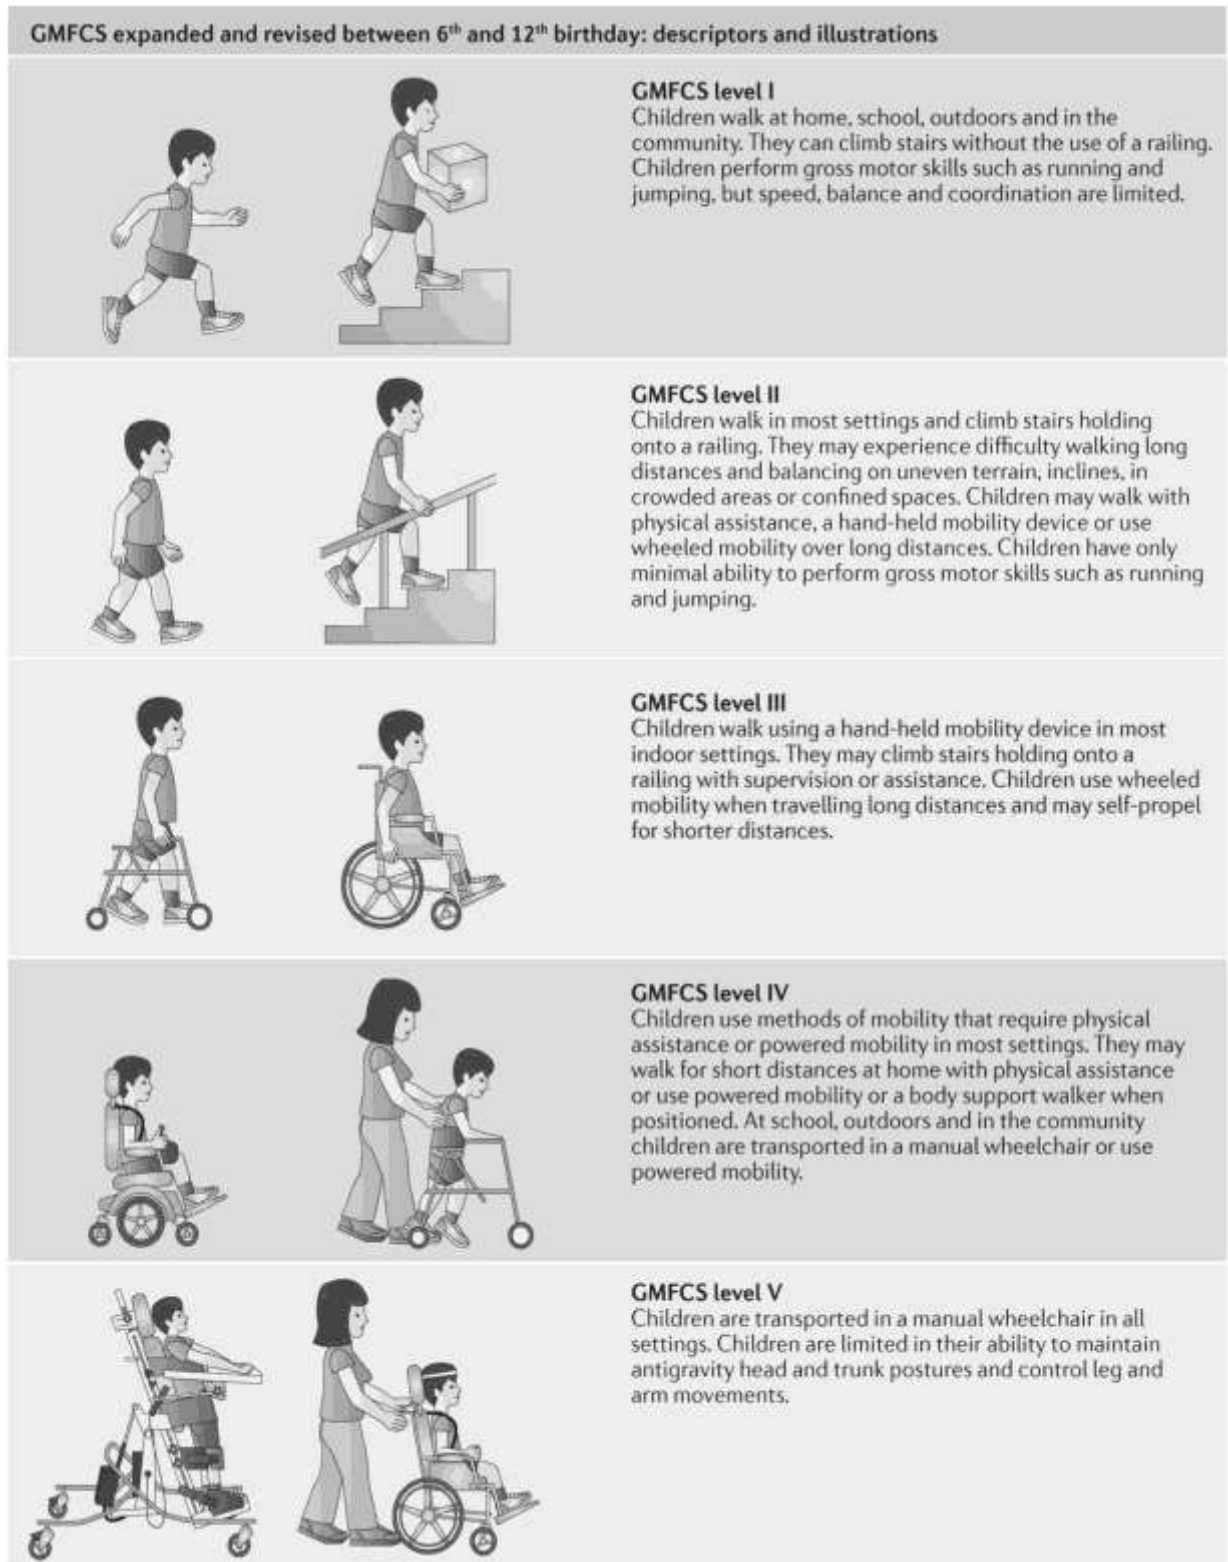 GMFCS expanded and revised between 6th and 12th birthday: descriptors and illustrations
GMFCS level I
Children walk at home, school, outdoors and in the
community. They can climb stairs without the use of a railing.
Children perform gross motor skills such as running and
jumping, but speed, balance and coordination are limited.
GMFCS level II
Children walk in most settings and climb stairs holding
onto a railing. They may experience difficulty walking long
distances and balancing on uneven terrain, inclines, in
crowded areas or confined spaces. Children may walk with
physical assistance, a hand-held mobility device or use
wheeled mobility over long distances. Children have only
minimal ability to perform gross motor skills such as running
and jumping.
GMFCS level III
Children walk using a hand-held mobility device in most
indoor settings. They may climb stairs holding onto a
railing with supervision or assistance. Children use wheeled
mobility when travelling long distances and may self-propel
for shorter distances.
GMFCS level IV
Children use methods of mobility that require physical
assistance or powered mobility in most settings. They may
walk for short distances at home with physical assistance
or use powered mobility or a body support walker when
positioned. At school, outdoors and in the community
children are transported in a manual wheelchair or use
powered mobility.
GMFCS level V
Children are transported in a manual wheelchair in all
settings. Children are limited in their ability to maintain
antigravity head and trunk postures and control leg and
arm movements.